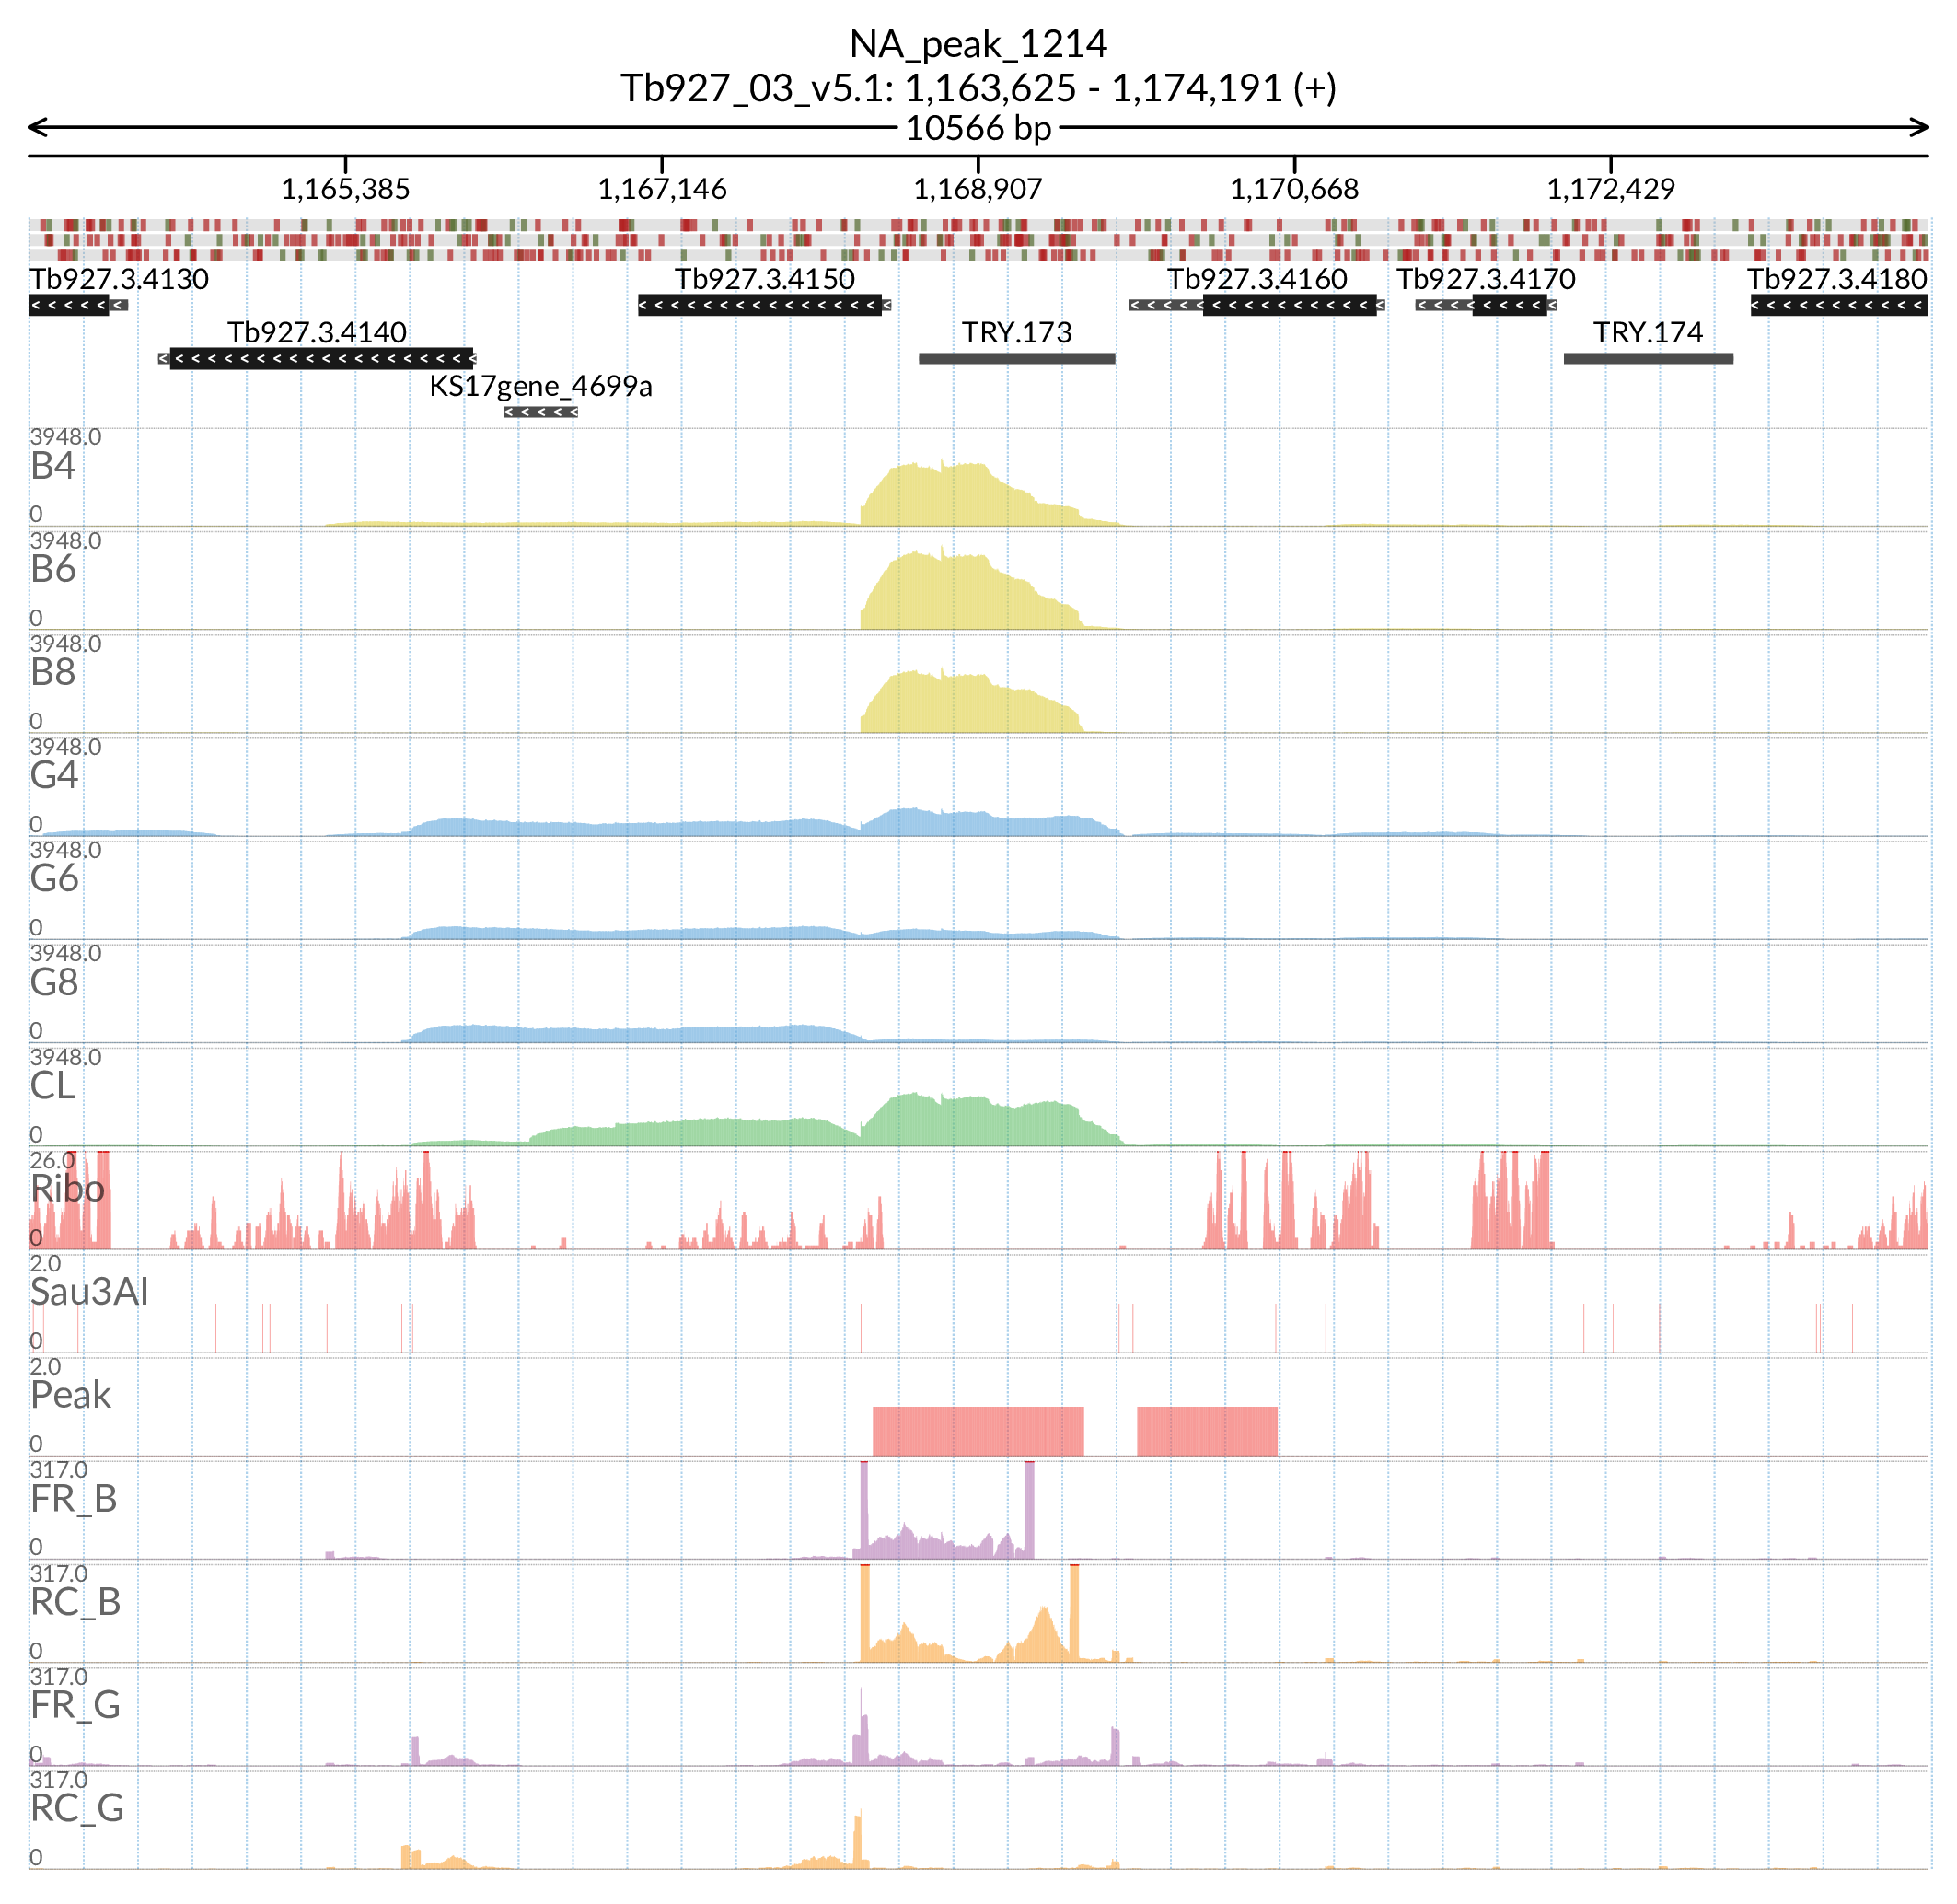 NA_peak_1214
Tb927_03_v5.1: 1,163,625 - 1,174,191 (+)
10566 bp
1,165,385 1,167,146 1,168,907 1,170,668 1,172,429
Tb927.3.4130 Tb927.3.4150 Tb927.3.4160 Tb927.3.4170 Tb927.3.4180
Tb927.3.4140 TRY.173 TRY.174
KS17gene_4699a
3948.0
B4
0
3948.0
B6
0
3948.0
B8
0
3948.0
G4
0
3948.0
G6
0
3948.0
G8
0
3948.0
CL
0
26.0
Ribo
0
2.0
Sau3AI
0
2.0
Peak
0
317.0
FR_B
0
317.0
RC_B
0
317.0
FR_G
0
317.0
RC_G
0